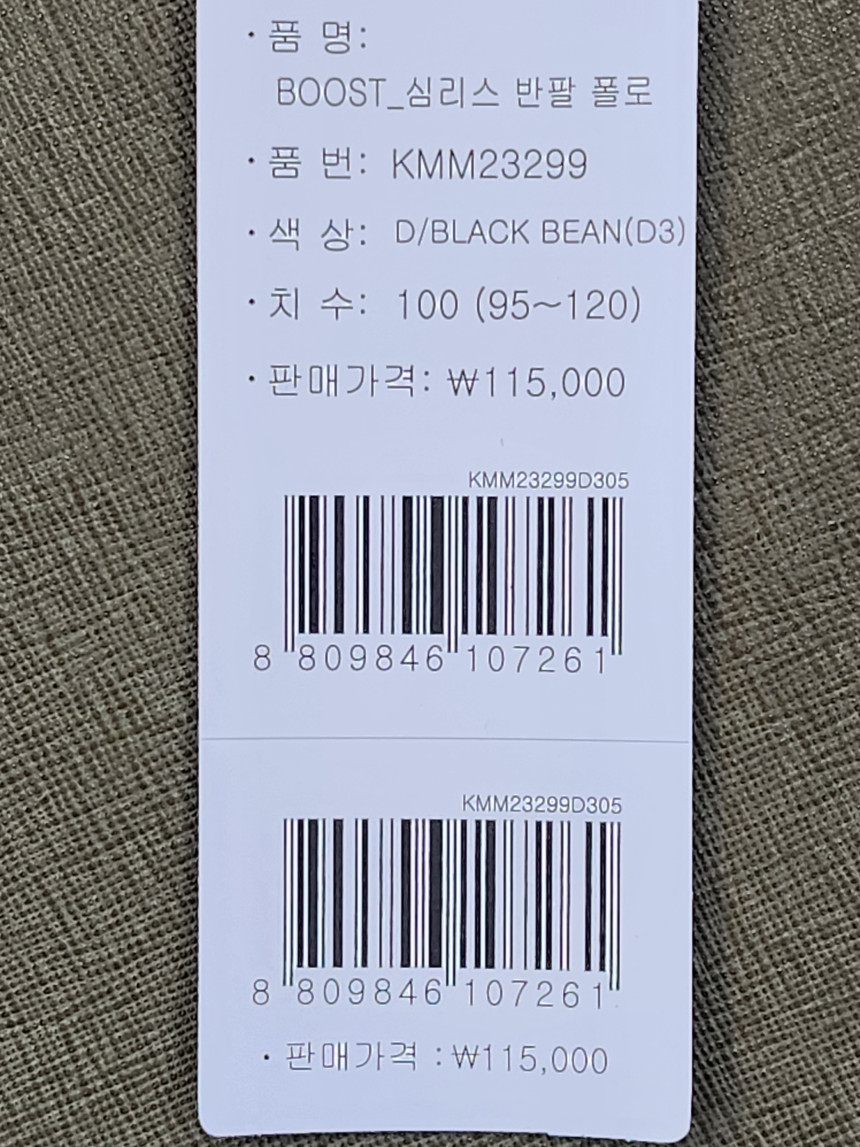 · 품 명:
BOOST_심리스 반팔 폴로
· 품 번: KMM23299
· 색 상: D/BLACK BEAN(D3)
· 치 수: 100 (95~120)
· 판매가격: ₩115,000
KMM23299D305
8 809846 107261
KMM23299D305
8 809846 107261
· 판매가격 :₩115,000